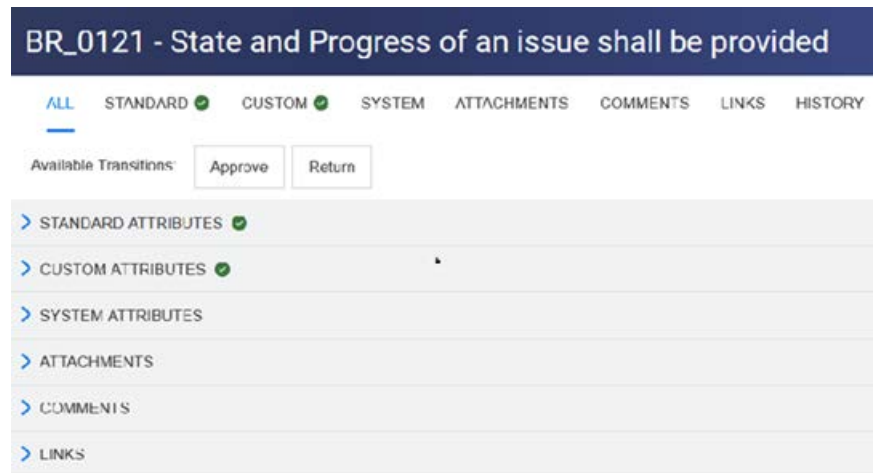 BR_0121 - State and Progress of an issue shall be provided
ALL STANDARD CUSTOM SYSTEM ATTACHMENTS COMMENTS LINKS HISTORY
Available Transitions: Approve Return
STANDARD ATTRIBUTES
CUSTOM ATTRIBUTES
SYSTEM ATTRIBUTES
ATTACHMENTS
COMMENTS
LINKS